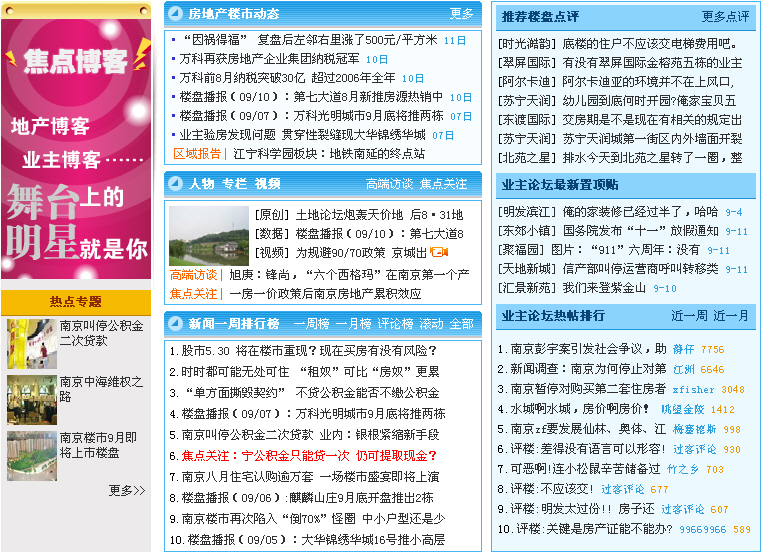 焦点博客
地产博客
业主博客……
舞台上的
明星就是你
热点专题
南京叫停公积金
二次贷款
南京中海维权之
路
南京楼市9月即
将上市楼盘
更多>>
房地产楼市动态 更多
“因祸得福” 复盘后左邻右里涨了500元/平方米 11日
万科再获房地产企业集团纳税冠军 10日
万科前8月纳税突破30亿 超过2006年全年 10日
楼盘播报(09/10)：第七大道8月新推房源热销中 10日
楼盘播报(09/07)：万科光明城市9月底将推两栋 07日
业主验房发现问题 贯穿性裂缝现大华锦绣华城 07日
区域报告| 江宁科学园板块：地铁南延的终点站
人物 专栏 视频 高端访谈 焦点关注
[原创] 土地论坛炮轰天价地 后8·31地
[数据] 楼盘播报(09/10)：第七大道8
[视频] 为规避90/70政策 京城出
高端访谈| 旭庚：锋尚，“六个西格玛”在南京第一个产
焦点关注| 一房一价政策后南京房地产累积效应
新闻一周排行榜 一周榜 一月榜 评论榜 滚动 全部
1.股市5.30 将在楼市重现？现在买房有没有风险？
2.时时都可能无处可住 “租奴”可比“房奴”更累
3.“单方面撕毁契约” 不贷公积金能否不缴公积金
4.楼盘播报(09/07)：万科光明城市9月底将推两栋
5.南京叫停公积金二次贷款 业内：银根紧缩新手段
6.焦点关注：宁公积金只能贷一次 仍可提取现金?
7.南京八月住宅认购逾万套 一场楼市盛宴即将上演
8.楼盘播报(09/06):麒麟山庄9月底开盘推出2栋
9.南京楼市再次陷入“倒70%”怪圈 中小户型还是少
10.楼盘播报(09/05)：大华锦绣华城16号推小高层
推荐楼盘点评 更多点评
[时光澔韵] 底楼的住户不应该交电梯费用吧。
[翠屏国际] 有没有翠屏国际金榕苑五栋的业主
[阿尔卡迪] 阿尔卡迪亚的环境并不在上风口,
[苏宁天润] 幼儿园到底何时开园?俺家宝贝五
[东渡国际] 交房期是不是现在有相关的规定出
[苏宁天润] 苏宁天润城第一街区内外墙面开裂
[北苑之星] 排水今天到北苑之星转了一圈，整
业主论坛最新置顶贴
[明发滨江] 俺的家装修已经过半了，哈哈 9-4
[东郊小镇] 国务院发布“十一”放假通知 9-11
[聚福园] 图片：“911”六周年：没有 9-11
[天地新城] 信产部叫停运营商呼叫转移类 9-11
[汇景新苑] 我们来登紫金山 9-10
业主论坛热帖排行 近一周 近一月
1.南京彭宇案引发社会争议，助 7756
2.新闻调查：南京为何停止对第 江洲 6646
3.南京暂停对购买第二套住房者 zfisher 3048
4.水城啊水城，房价啊房价! 眺望金陵 1412
5.南京zf要发展仙林、奥体、江 梅塞德斯 998
6.评楼:差得没有语言可以形容! 过客评论 930
7.可恶啊!连小松鼠辛苦储备过 竹之乡 703
8.评楼:不应该交! 过客评论 677
9.评楼:明发太过份!! 房子还 过客评论 607
10.评楼:关键是房产证能不能办? 99669966 589